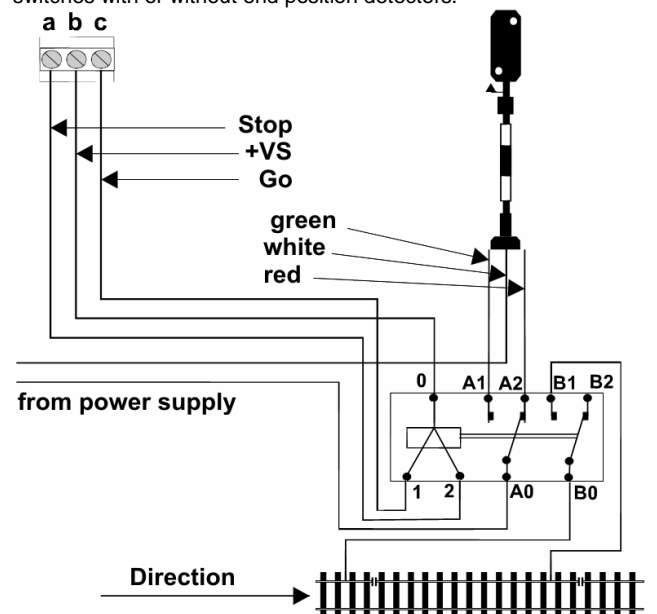 switches with or without end position detectors.
a b c
Stop
+VS
Go
green
white
red
from power supply
0 A1 A2 B1 B2
1 2 A0 B0
Direction